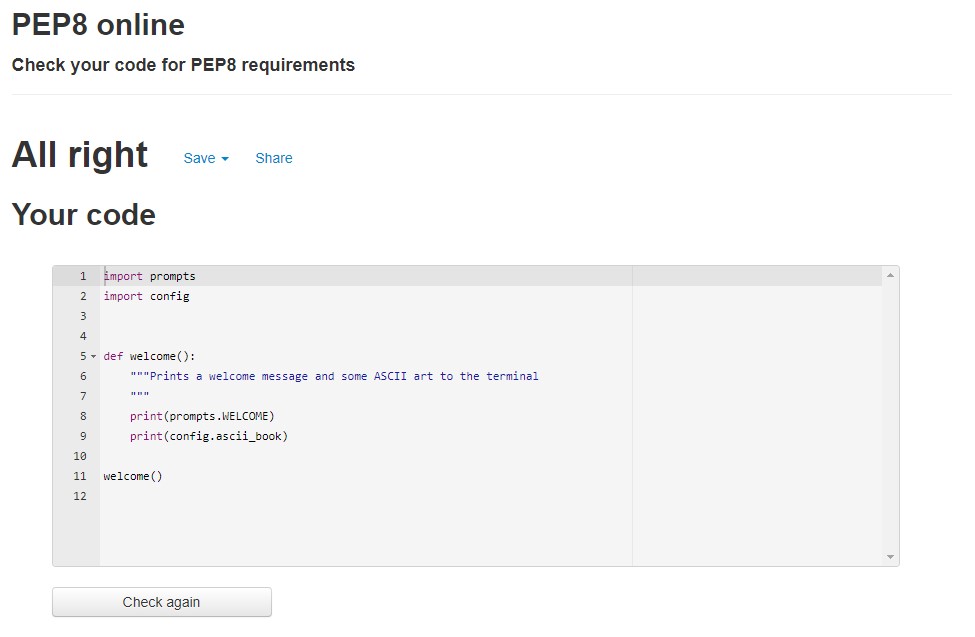 PEP8 online
Check your code for PEP8 requirements
All right Save Share
Your code
1 import prompts
2 import config
3
4
5 def welcome():
6 """Prints a welcome message and some ASCII art to the terminal
7 """
8 print(prompts.WELCOME)
9 print(config.ascii_book)
10
11 welcome()
12
Check again